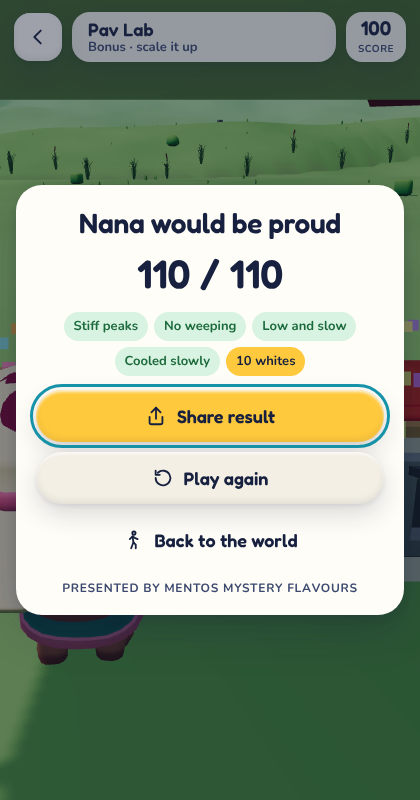 Pav Lab
Bonus · scale it up
100
SCORE
Nana would be proud
110 / 110
Stiff peaks No weeping Low and slow
Cooled slowly 10 whites
Share result
Play again
Back to the world
PRESENTED BY MENTOS MYSTERY FLAVOURS